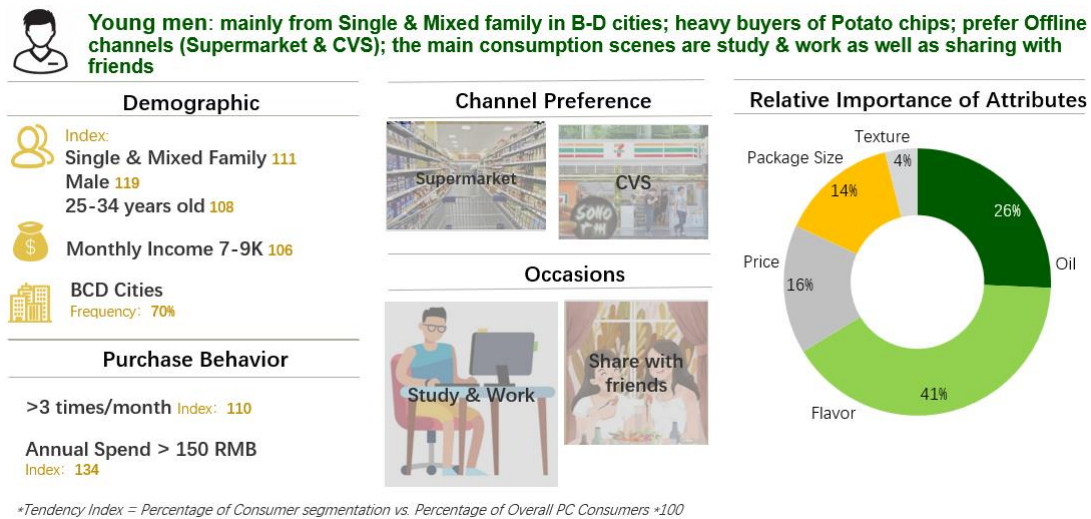 Young men: mainly from Single & Mixed family in B-D cities; heavy buyers of Potato chips; prefer Offline
channels (Supermarket & CVS); the main consumption scenes are study & work as well as sharing with
friends
Demographic
Index:
Single & Mixed Family 111
Male 119
25-34 years old 108
$
Monthly Income 7-9K 106
BCD Cities
Frequency: 70%
Purchase Behavior
>3 times/month Index: 110
Annual Spend > 150 RMB
Index: 134
Channel Preference
Supermarket
CVS
SOHO
Occasions
Study & Work
Share with
friends
Relative Importance of Attributes
Texture
4%
Package Size
14%
26%
Oil
Price
16%
41%
Flavor
*Tendency Index = Percentage of Consumer segmentation vs. Percentage of Overall PC Consumers *100